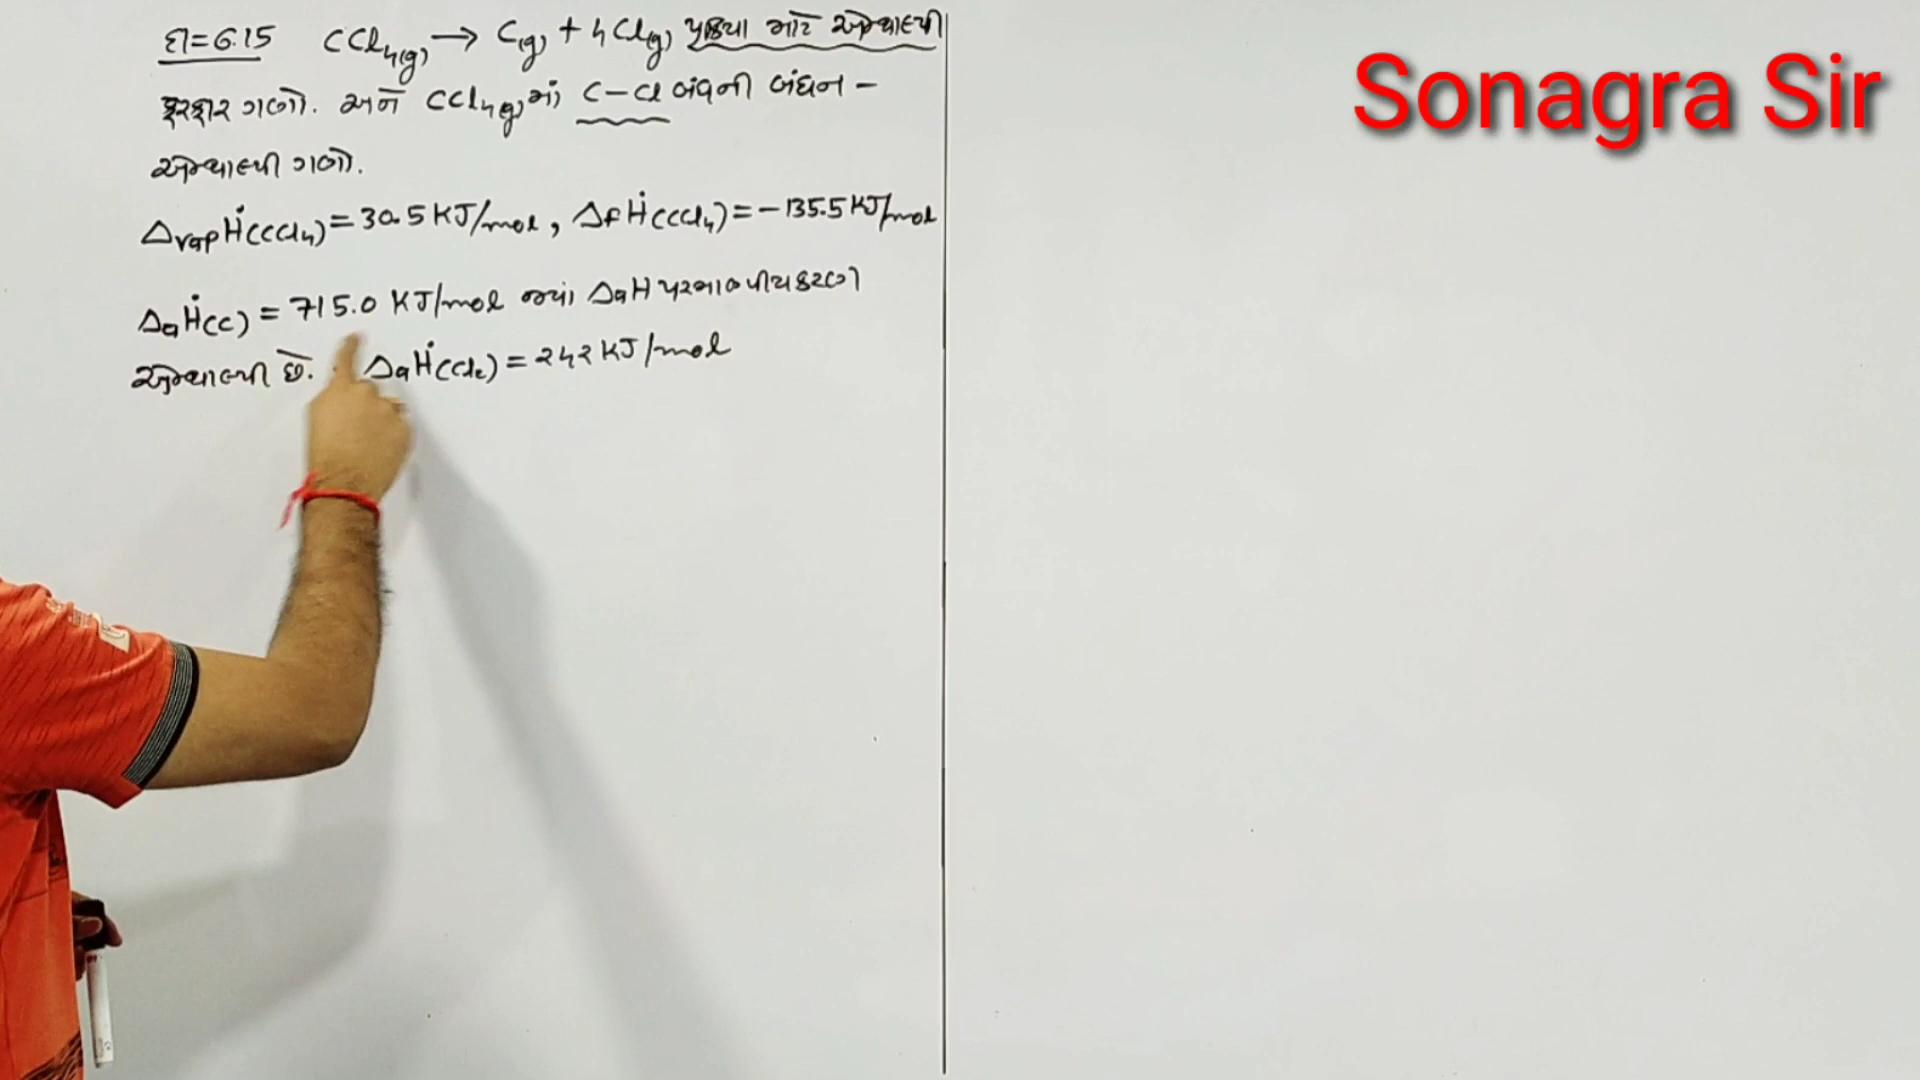 દા=6.15 CCl₄(g) → C(g) + 4Cl(g) પ્રક્રિયા માટે એન્થાલ્પી
ફેરફાર ગણો. અને CCl₄(g)માં C-Cl બંધની બંધન -
એન્થાલ્પી ગણો.
ΔvapH°(CCl₄) = 30.5 KJ/mol, ΔfH°(CCl₄) = -135.5 KJ/mol
ΔaH°(C) = 715.0 KJ/mol જ્યાં ΔaH પરમાણ્વીયકરણ
એન્થાલ્પી છે. ΔaH°(Cl₂) = 242 KJ/mol
Sonagra Sir